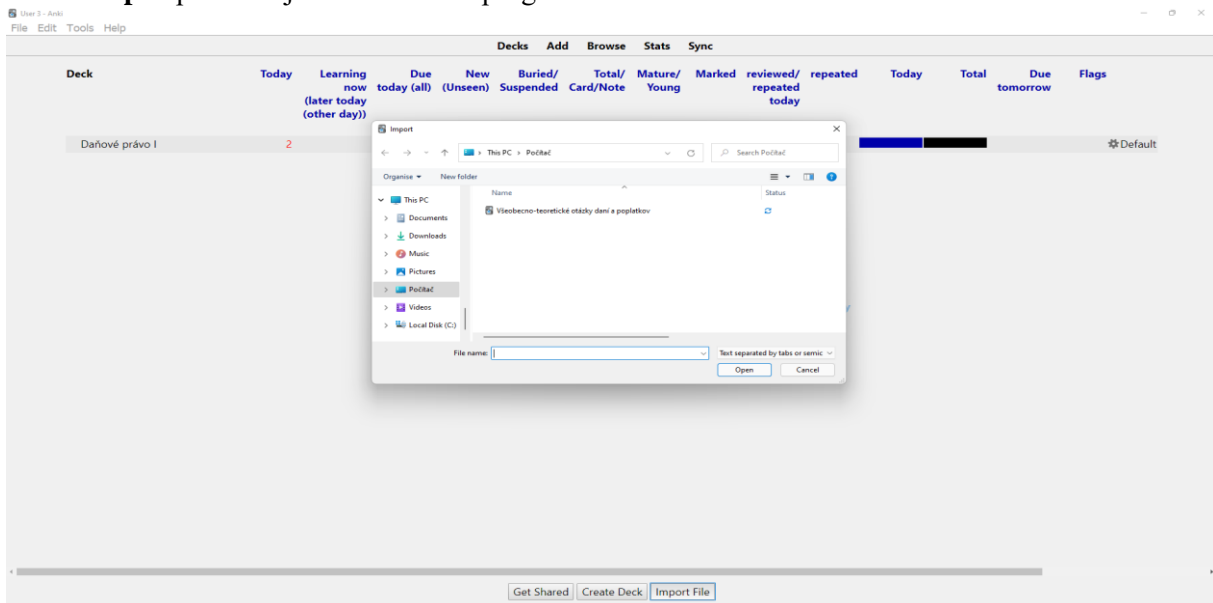 User 3 - Anki
File Edit Tools Help
Decks Add Browse Stats Sync
Deck Today Learning Due New Buried/ Total/ Mature/ Marked reviewed/ repeated Today Total Due Flags
now today (all) (Unseen) Suspended Card/Note Young repeated tomorrow
(later today today
(other day))
Daňové právo I 2 Default
Import
This PC › Počítač
Search Počítač
Organise New folder
Name Status
This PC
Všeobecno-teoretické otázky daní a poplatkov
Documents
Downloads
Music
Pictures
Počítač
Videos
Local Disk (C:)
File name: Text separated by tabs or semic
Open Cancel
Get Shared Create Deck Import File